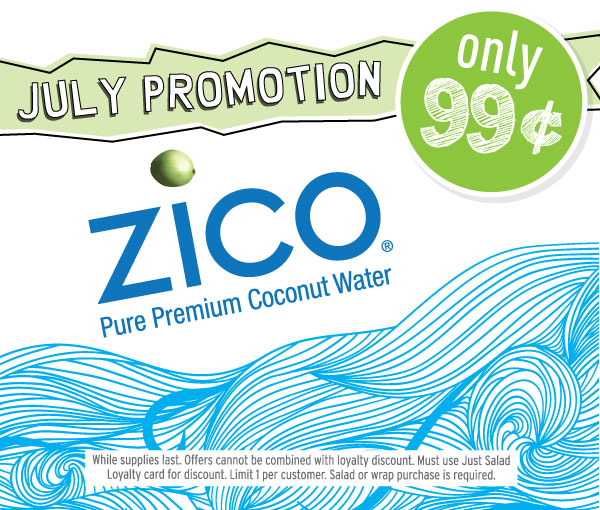 JULY PROMOTION
only
99¢
ZICO®
Pure Premium Coconut Water
While supplies last. Offers cannot be combined with loyalty discount. Must use Just Salad
Loyalty card for discount. Limit 1 per customer. Salad or wrap purchase is required.